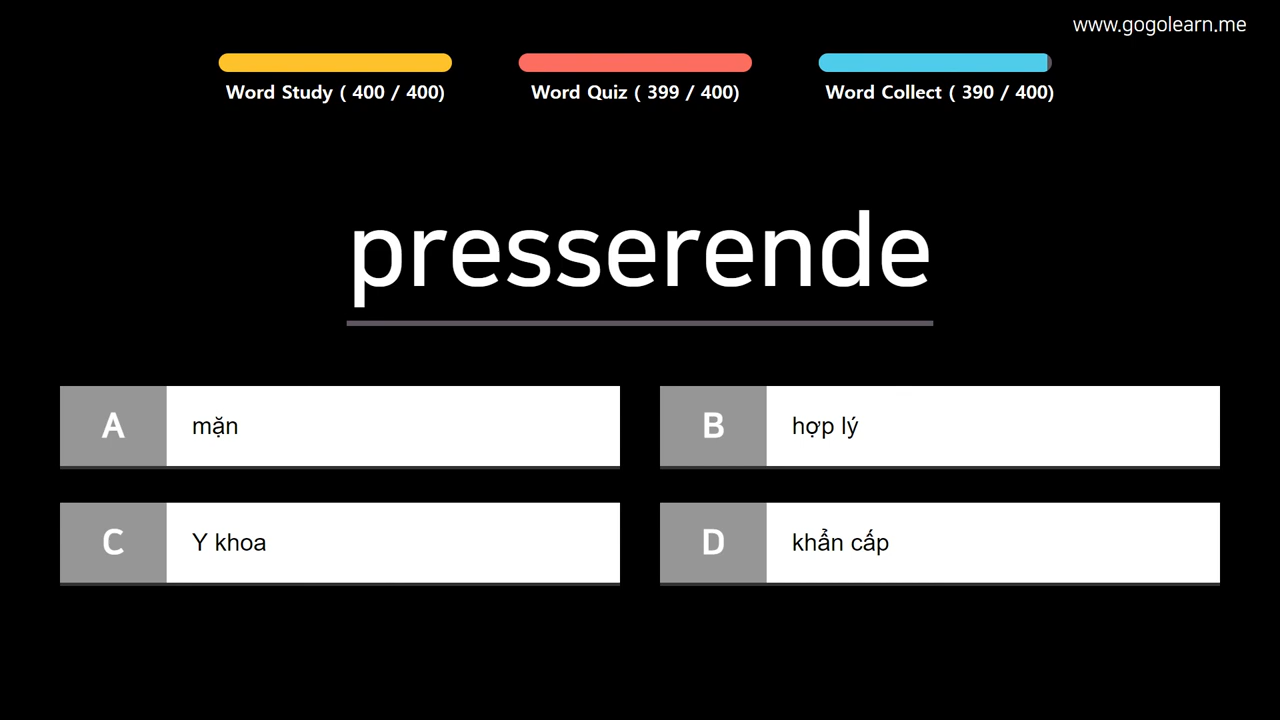 www.gogolearn.me
Word Study ( 400 / 400)
Word Quiz ( 399 / 400)
Word Collect ( 390 / 400)
presserende
A mặn
B hợp lý
C Y khoa
D khẩn cấp